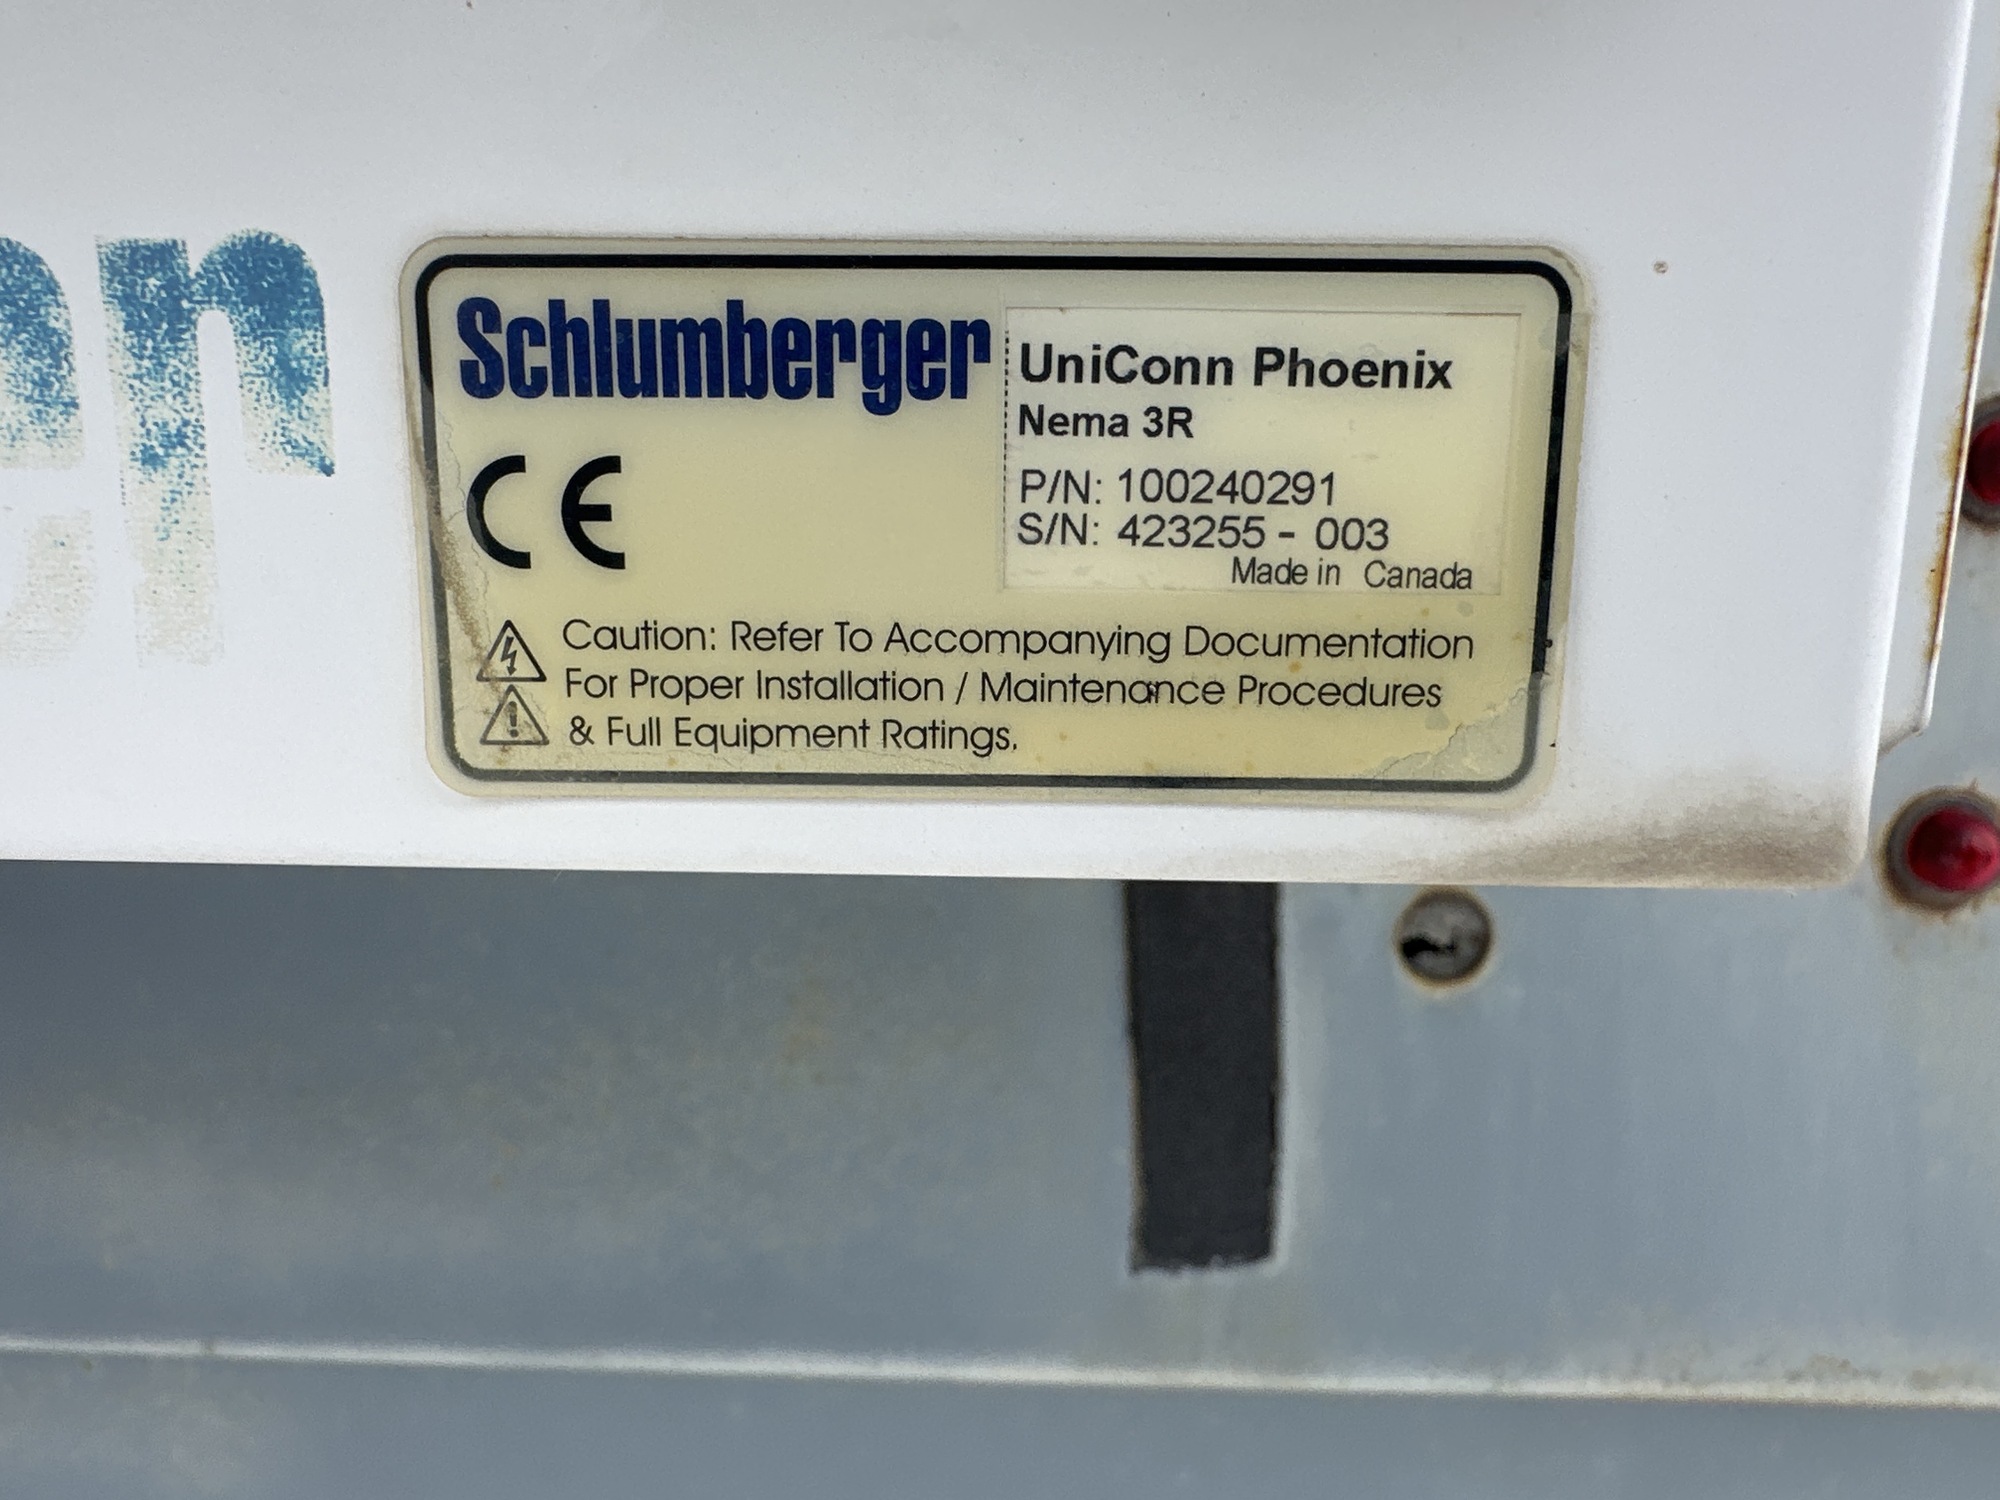 Schlumberger
UniConn Phoenix
Nema 3R
P/N: 100240291
S/N: 423255 - 003
Made in Canada
CE
Caution: Refer To Accompanying Documentation
For Proper Installation / Maintenance Procedures
& Full Equipment Ratings.